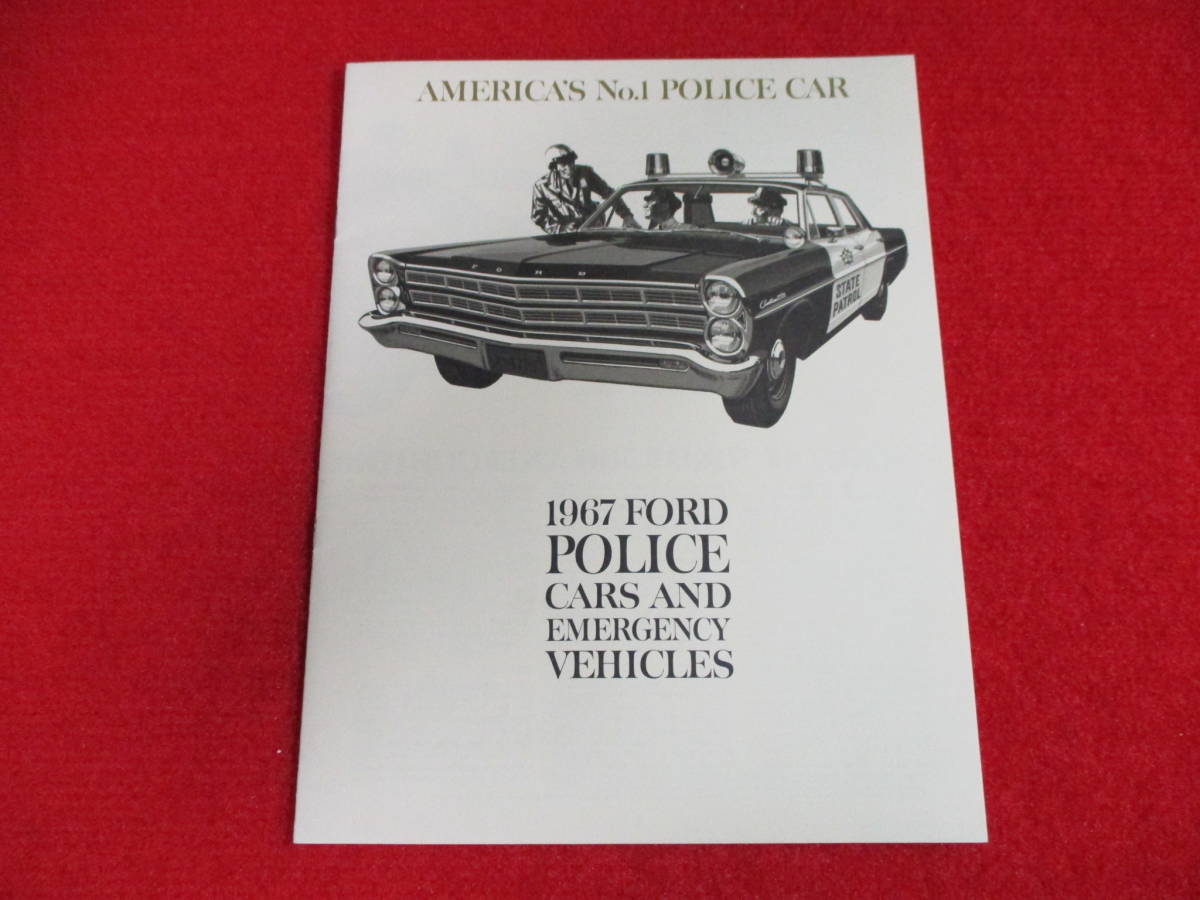 AMERICA'S No.1 POLICE CAR
FORD
STATE
PATROL
1967 FORD
POLICE
CARS AND
EMERGENCY
VEHICLES